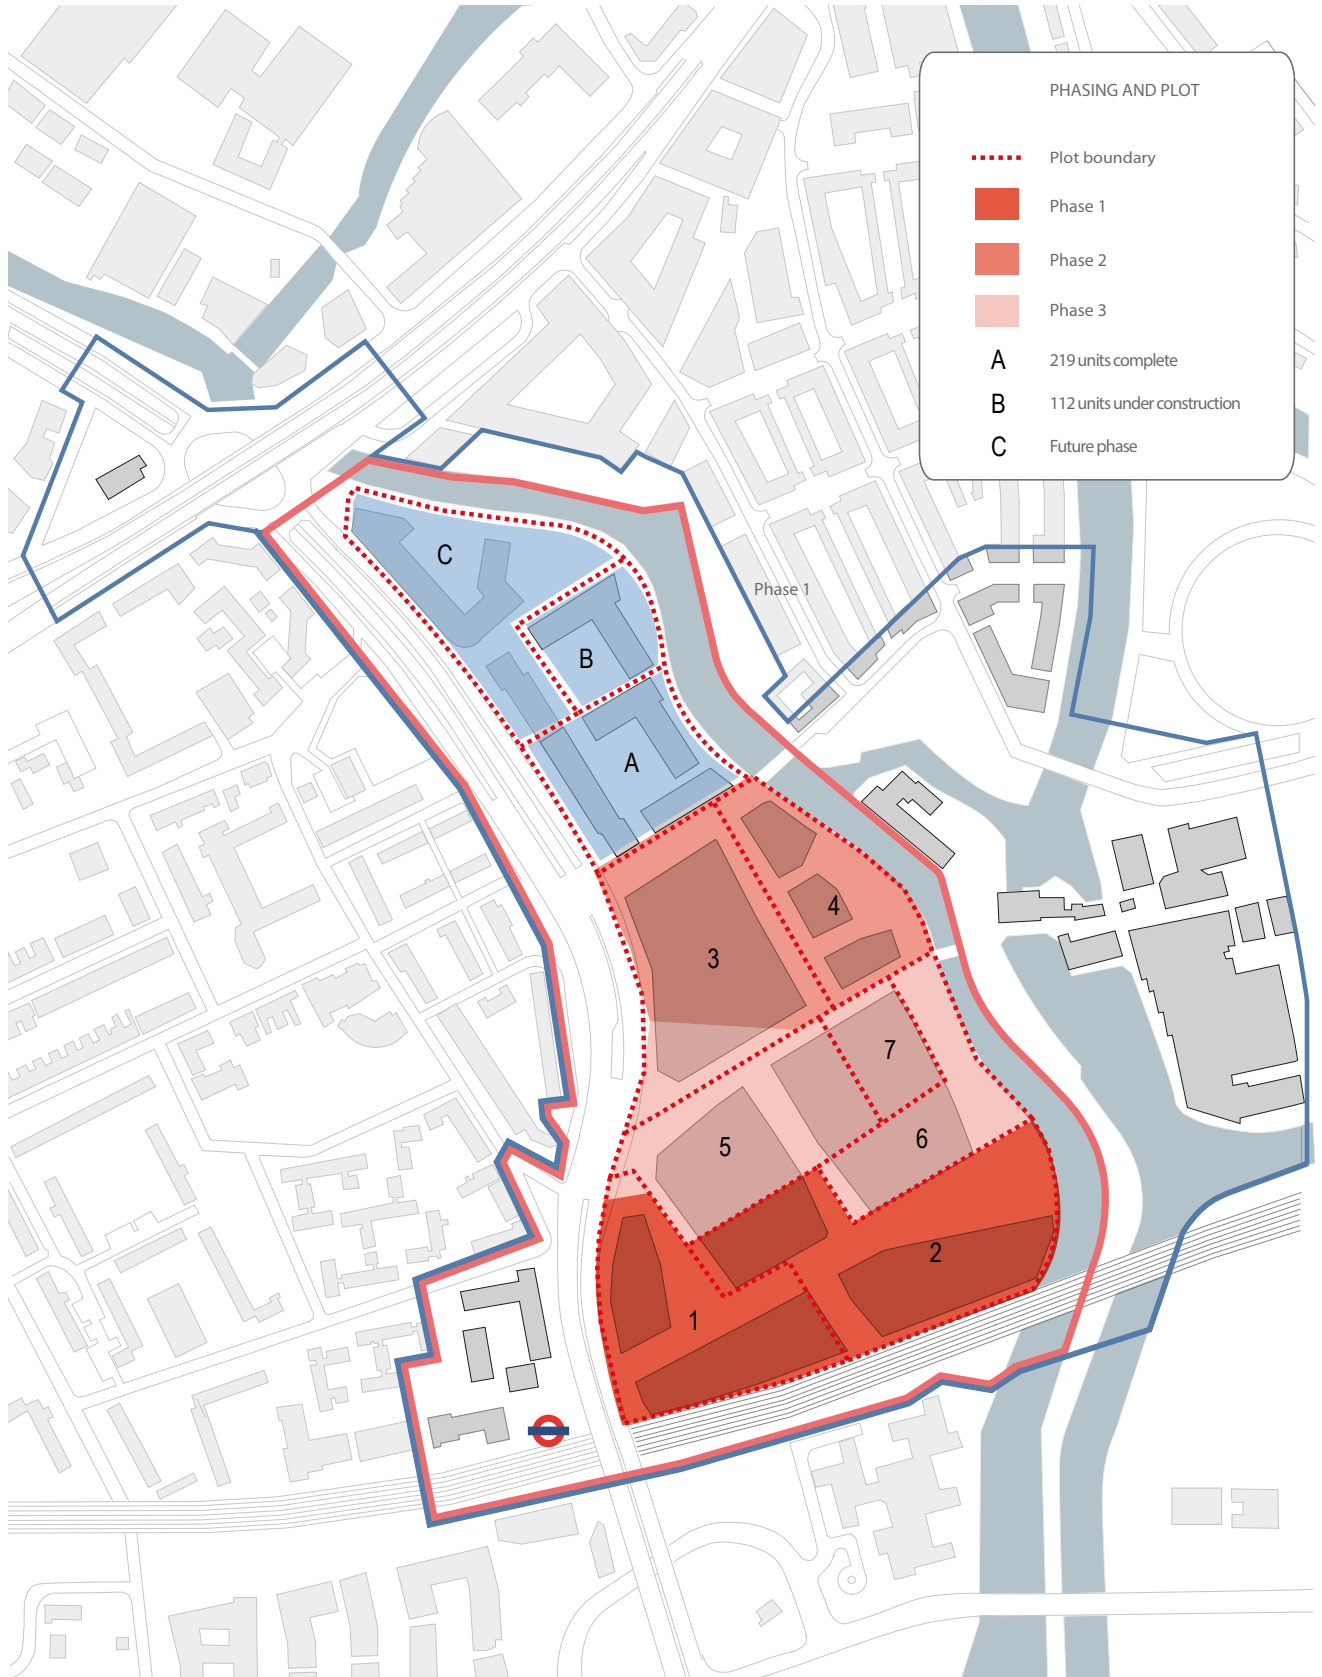 PHASING AND PLOT
Plot boundary
Phase 1
Phase 2
Phase 3
A 219 units complete
B 112 units under construction
C Future phase
C
Phase 1
B
A
4
3
7
5
6
2
1